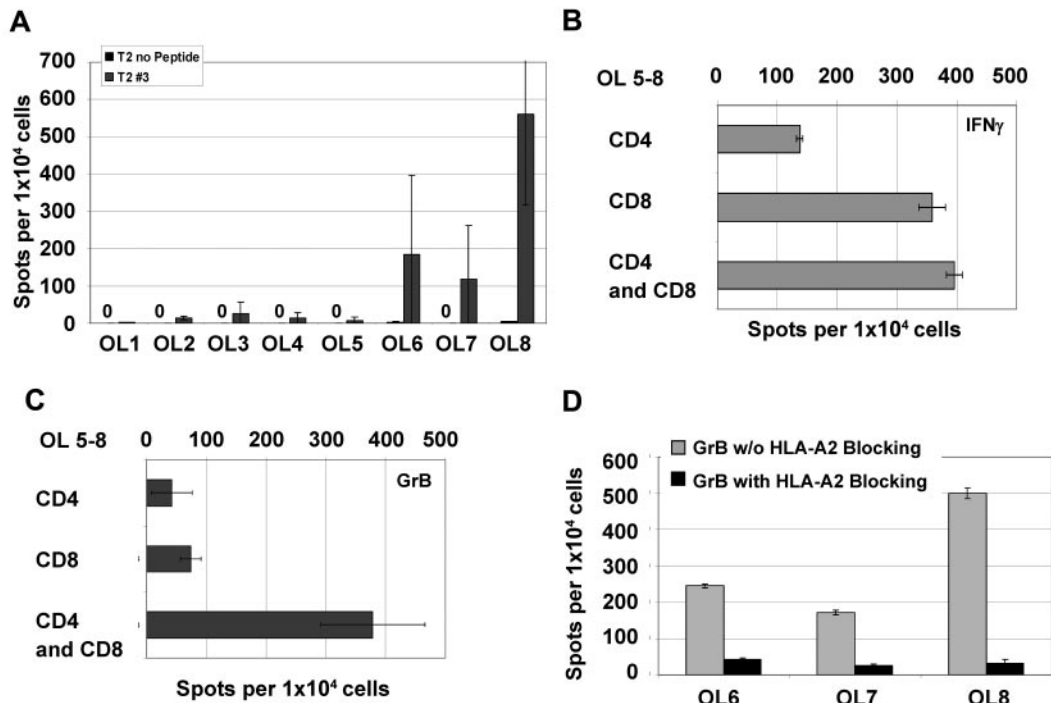 A
T2 no Peptide
T2 #3
Spots per 1x10⁴ cells
700
600
500
400
300
200
100
0
0 0 0 0 0 0
OL1 OL2 OL3 OL4 OL5 OL6 OL7 OL8
B
OL 5-8
0 100 200 300 400 500
IFNγ
CD4
CD8
CD4
and CD8
Spots per 1x10⁴ cells
C
OL 5-8
0 100 200 300 400 500
GrB
CD4
CD8
CD4
and CD8
Spots per 1x10⁴ cells
D
GrB w/o HLA-A2 Blocking
GrB with HLA-A2 Blocking
Spots per 1x10⁴ cells
600
500
400
300
200
100
0
OL6 OL7 OL8